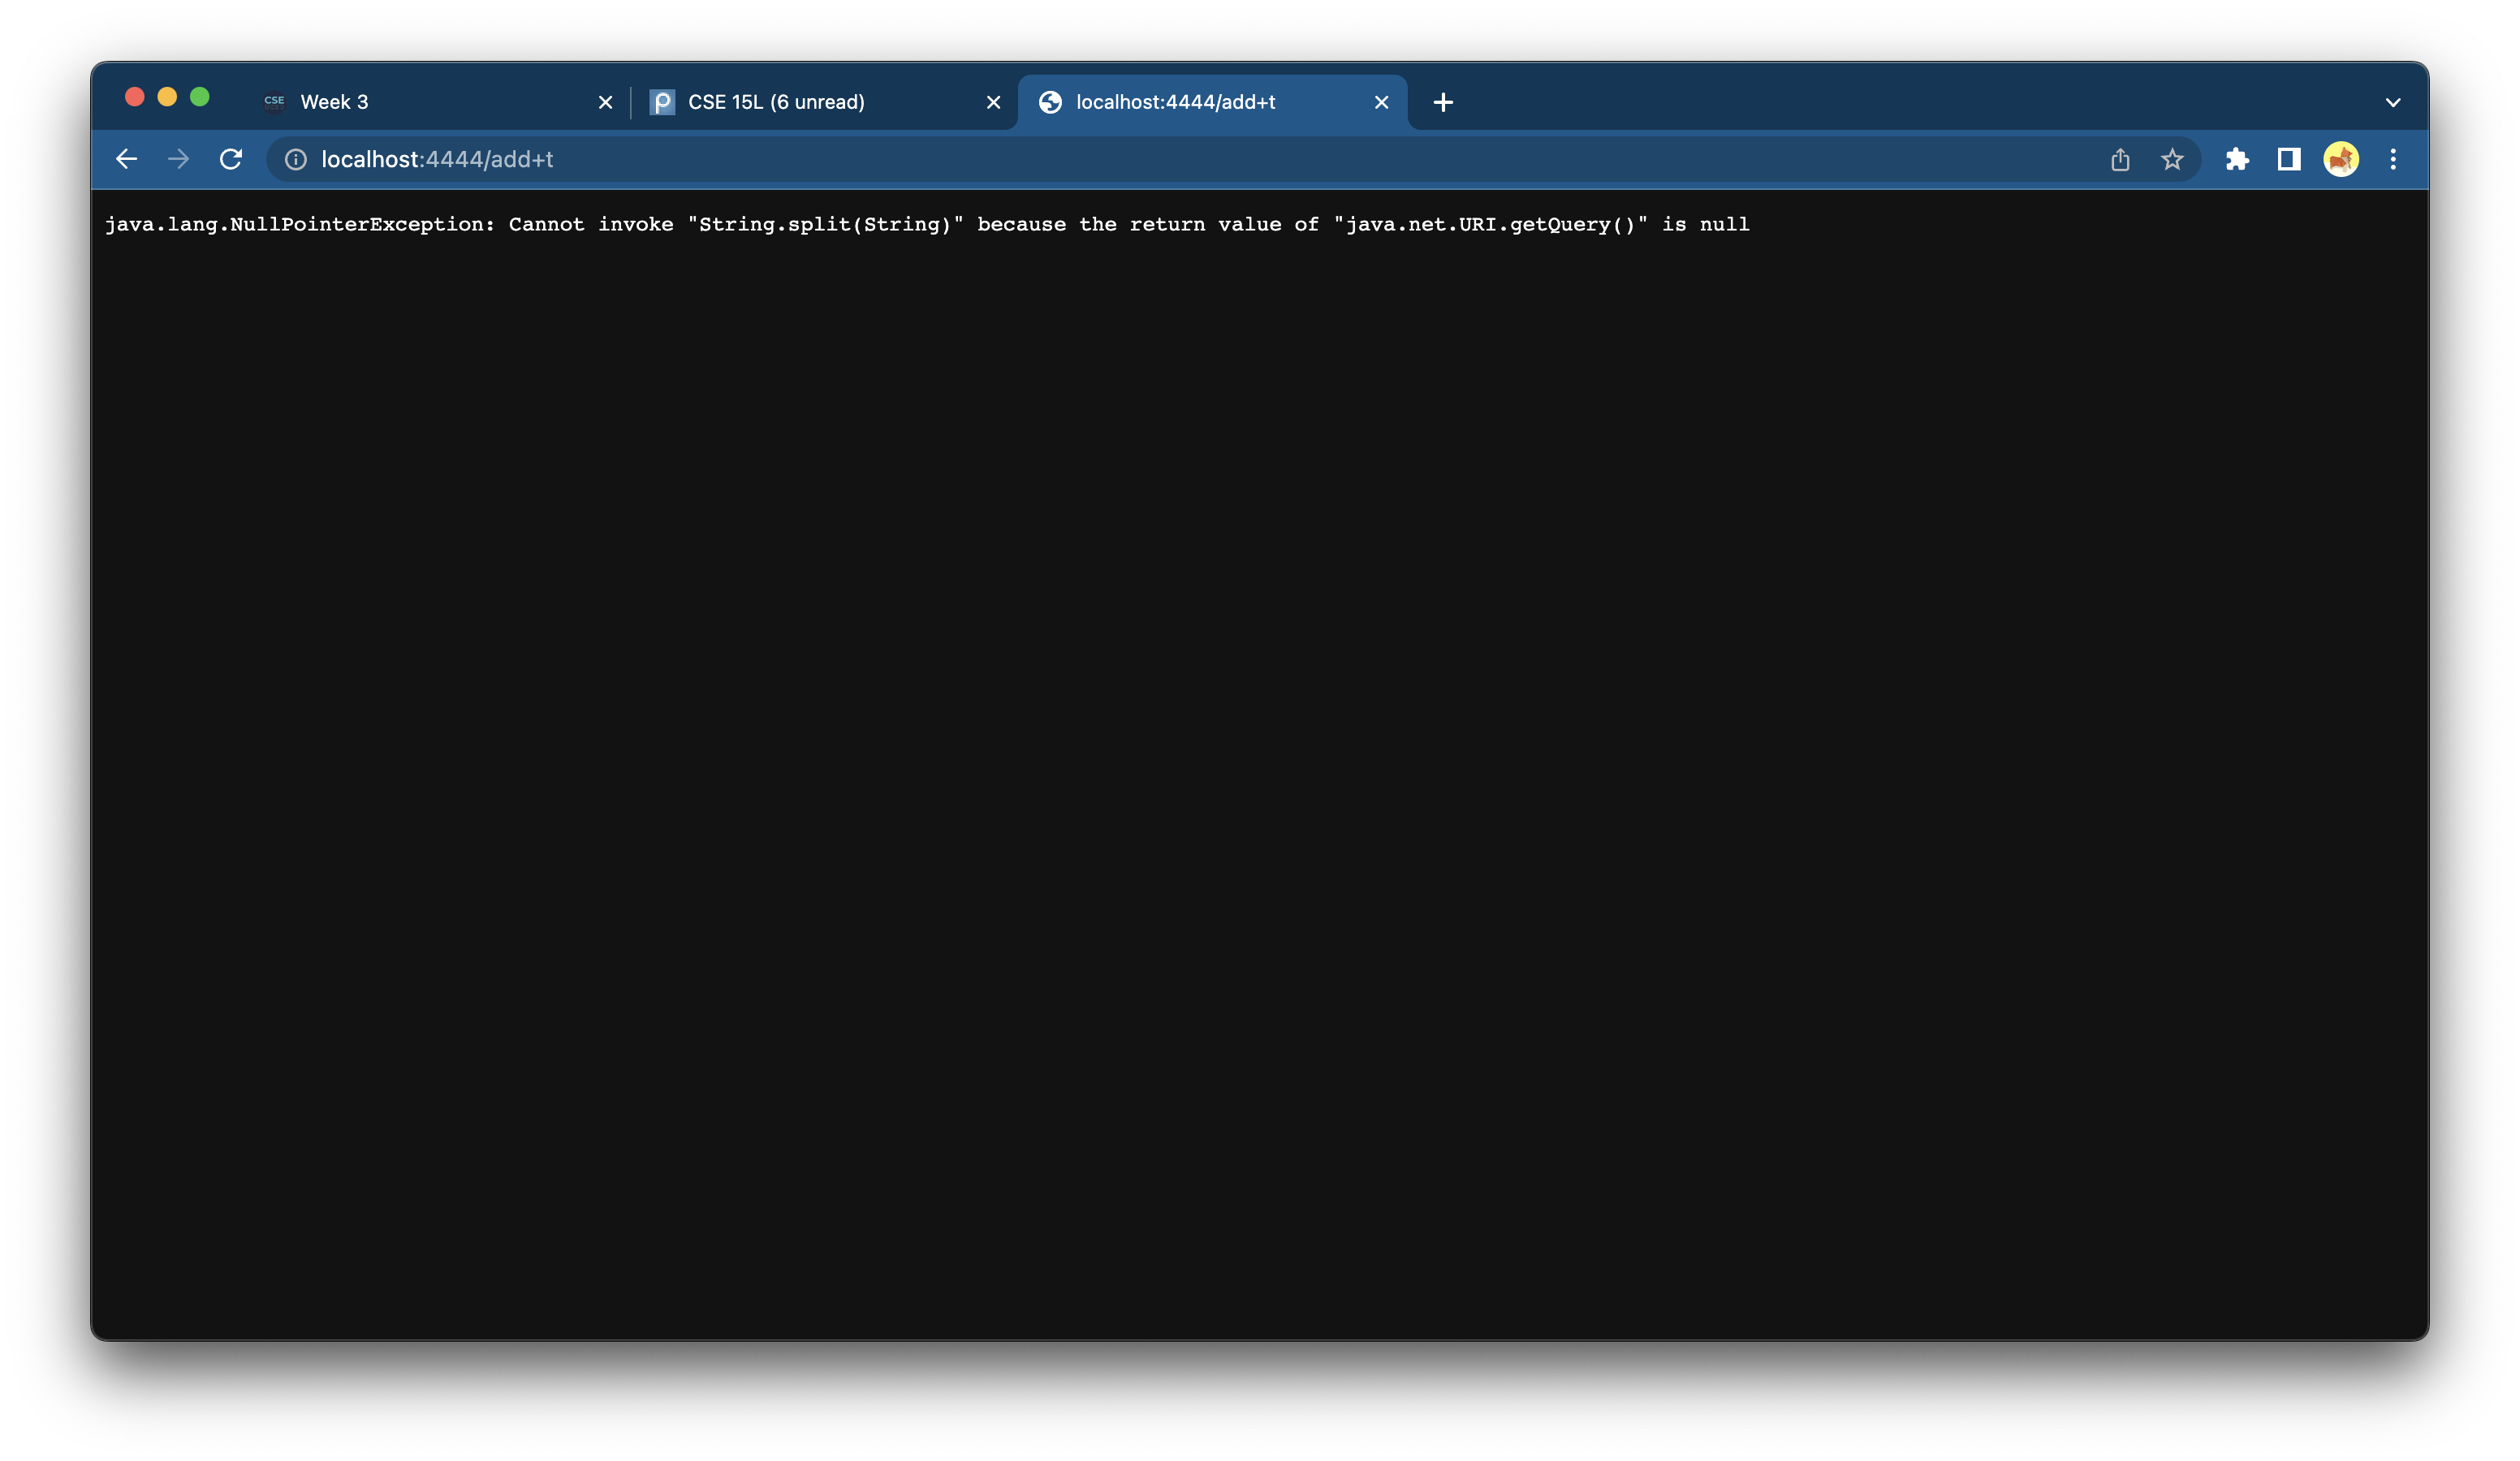 CSE Week 3 CSE 15L (6 unread) localhost:4444/add+t
localhost:4444/add+t
java.lang.NullPointerException: Cannot invoke "String.split(String)" because the return value of "java.net.URI.getQuery()" is null